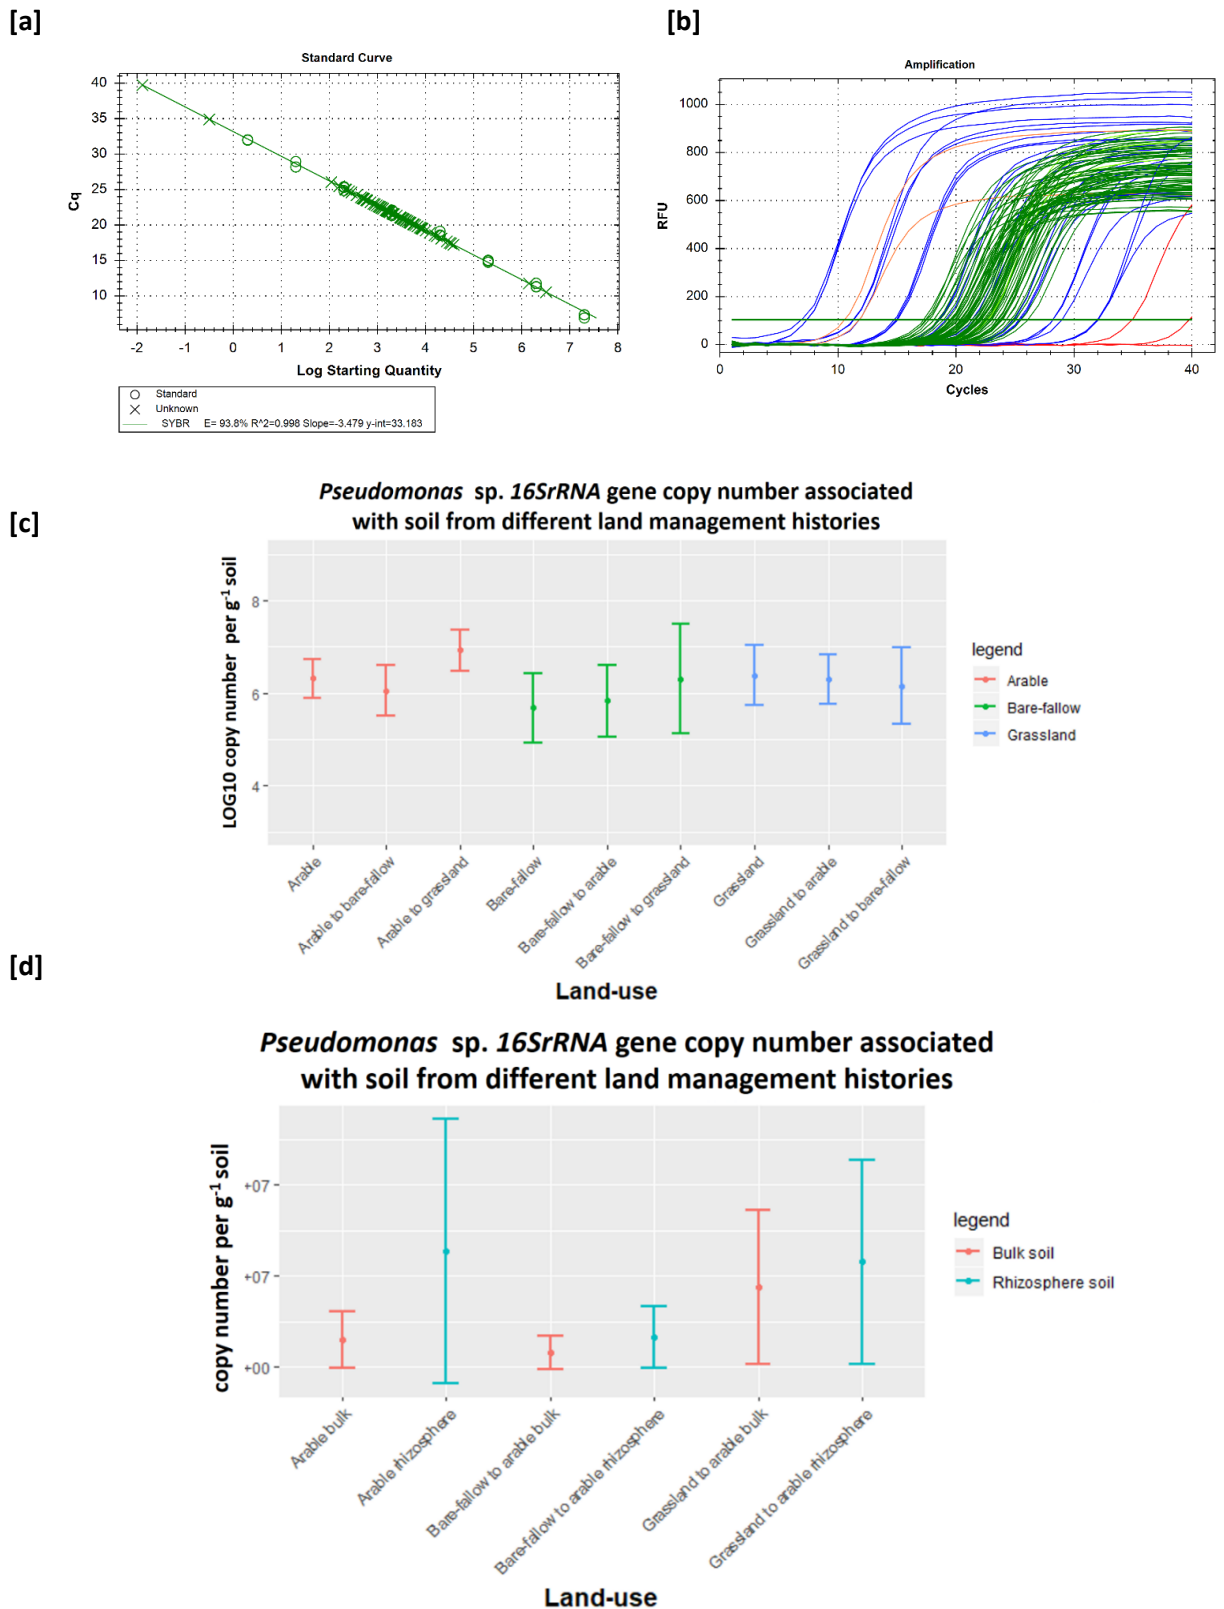 [a]
Standard Curve
Cq
40
35
30
25
20
15
10
-2 -1 0 1 2 3 4 5 6 7 8
Log Starting Quantity
Standard
Unknown
SYBR E= 93.8% R^2=0.998 Slope=-3.479 y-int=33.183
[b]
Amplification
RFU
1000
800
600
400
200
0
0 10 20 30 40
Cycles
[c]
Pseudomonas sp. 16SrRNA gene copy number associated
with soil from different land management histories
LOG10 copy number per g-1 soil
8
6
4
Arable
Arable to bare-fallow
Arable to grassland
Bare-fallow
Bare-fallow to arable
Bare-fallow to grassland
Grassland
Grassland to arable
Grassland to bare-fallow
Land-use
legend
Arable
Bare-fallow
Grassland
[d]
Pseudomonas sp. 16SrRNA gene copy number associated
with soil from different land management histories
copy number per g-1 soil
+07
+07
+00
Arable bulk
Arable rhizosphere
Bare-fallow to arable bulk
Bare-fallow to arable rhizosphere
Grassland to arable bulk
Grassland to arable rhizosphere
Land-use
legend
Bulk soil
Rhizosphere soil